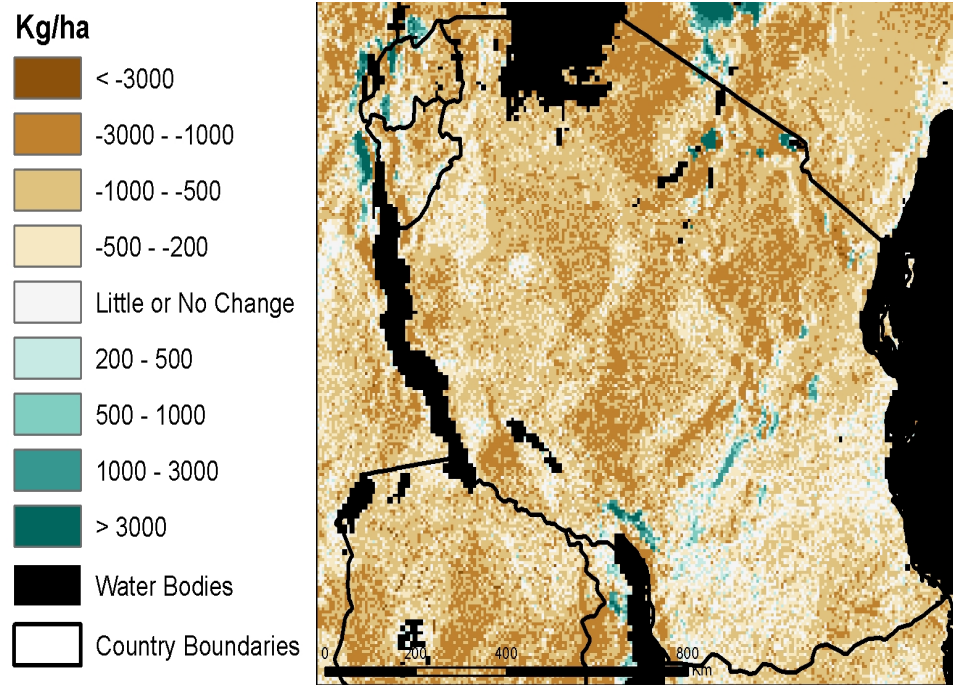 Kg/ha
< -3000
-3000 - -1000
-1000 - -500
-500 - -200
Little or No Change
200 - 500
500 - 1000
1000 - 3000
> 3000
Water Bodies
Country Boundaries
0 200 400 800
Km